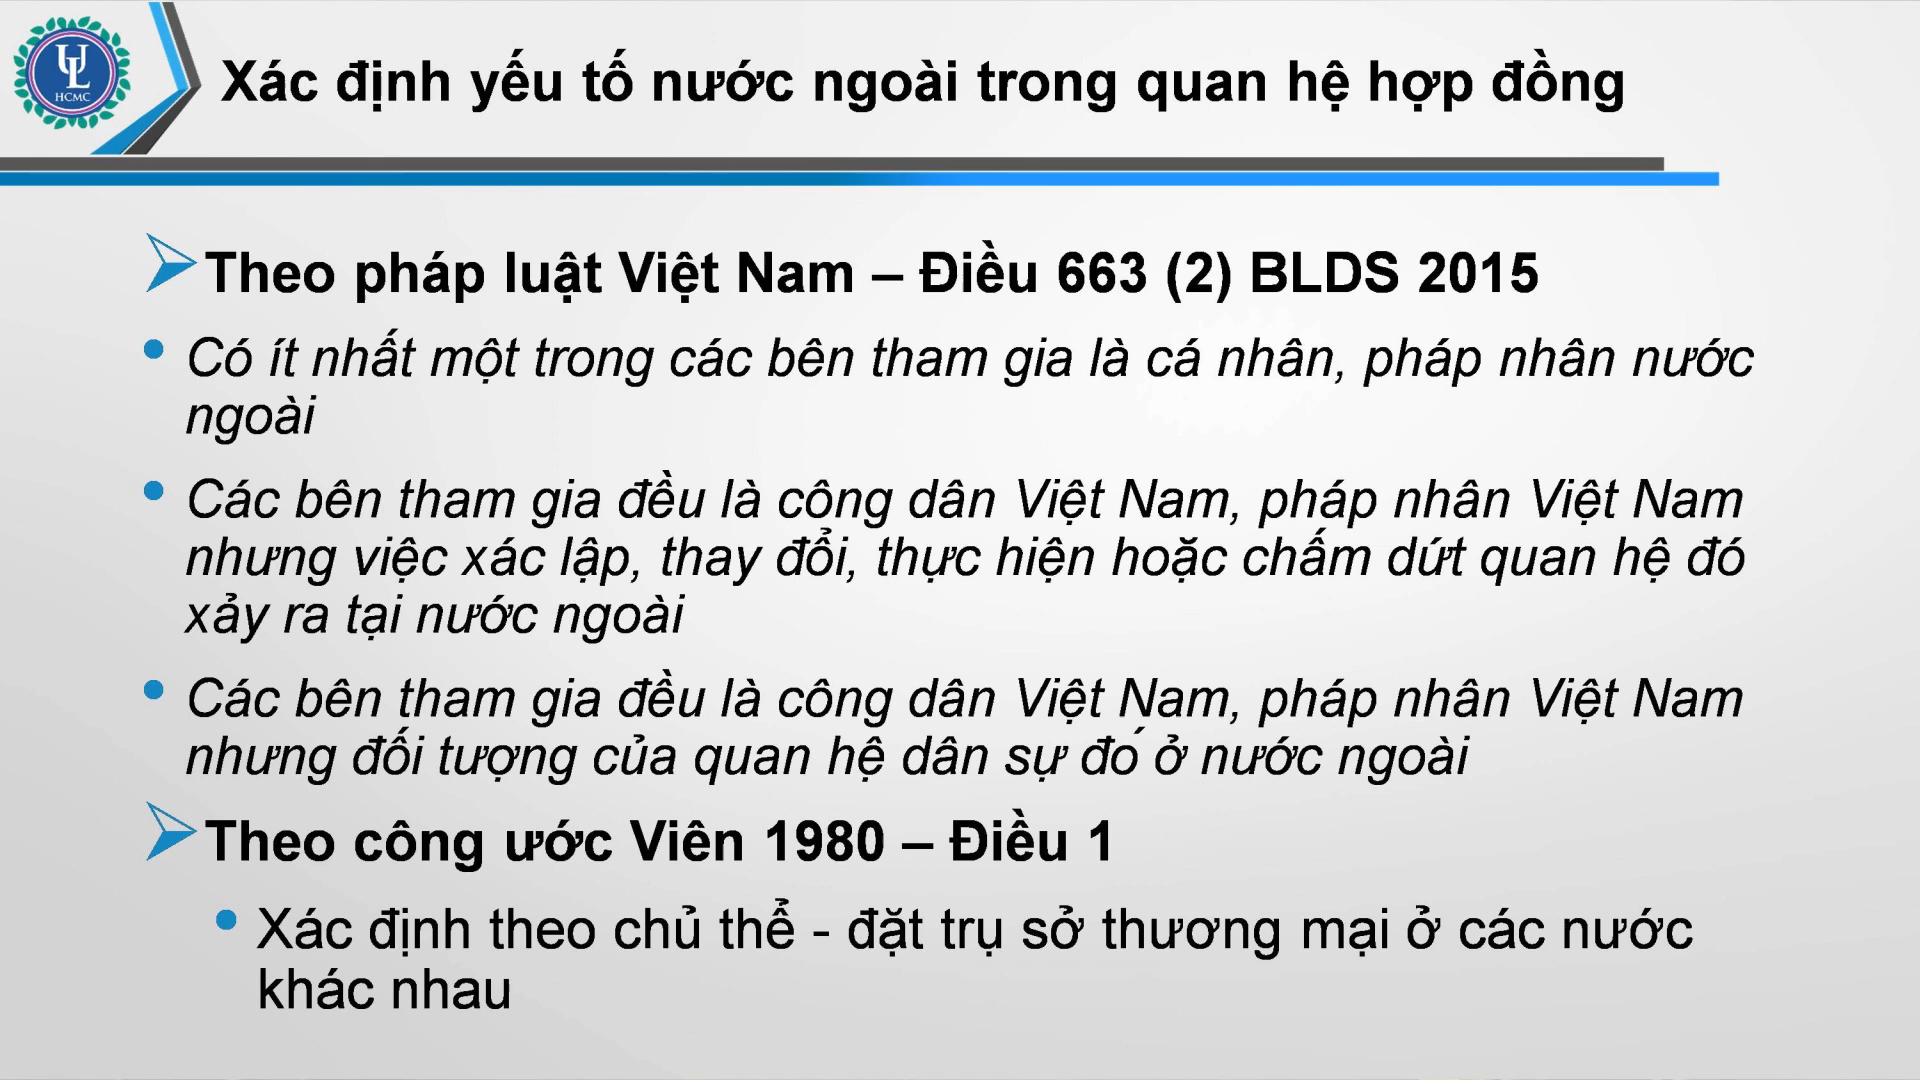 UL
HCMC
Xác định yếu tố nước ngoài trong quan hệ hợp đồng
Theo pháp luật Việt Nam – Điều 663 (2) BLDS 2015
Có ít nhất một trong các bên tham gia là cá nhân, pháp nhân nước
ngoài
Các bên tham gia đều là công dân Việt Nam, pháp nhân Việt Nam
nhưng việc xác lập, thay đổi, thực hiện hoặc chấm dứt quan hệ đó
xảy ra tại nước ngoài
Các bên tham gia đều là công dân Việt Nam, pháp nhân Việt Nam
nhưng đối tượng của quan hệ dân sự đó ở nước ngoài
Theo công ước Viên 1980 – Điều 1
Xác định theo chủ thể - đặt trụ sở thương mại ở các nước
khác nhau